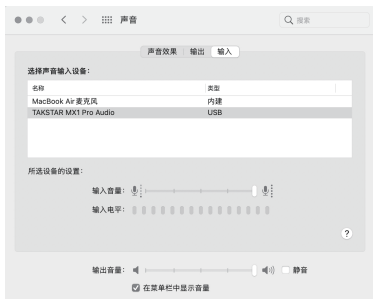 声音
搜索
声音效果 输出 输入
选择声音输入设备：
名称 类型
MacBook Air麦克风 内建
TAKSTAR MX1 Pro Audio USB
所选设备的设置：
输入音量：
输入电平：
?
输出音量： 静音
在菜单栏中显示音量